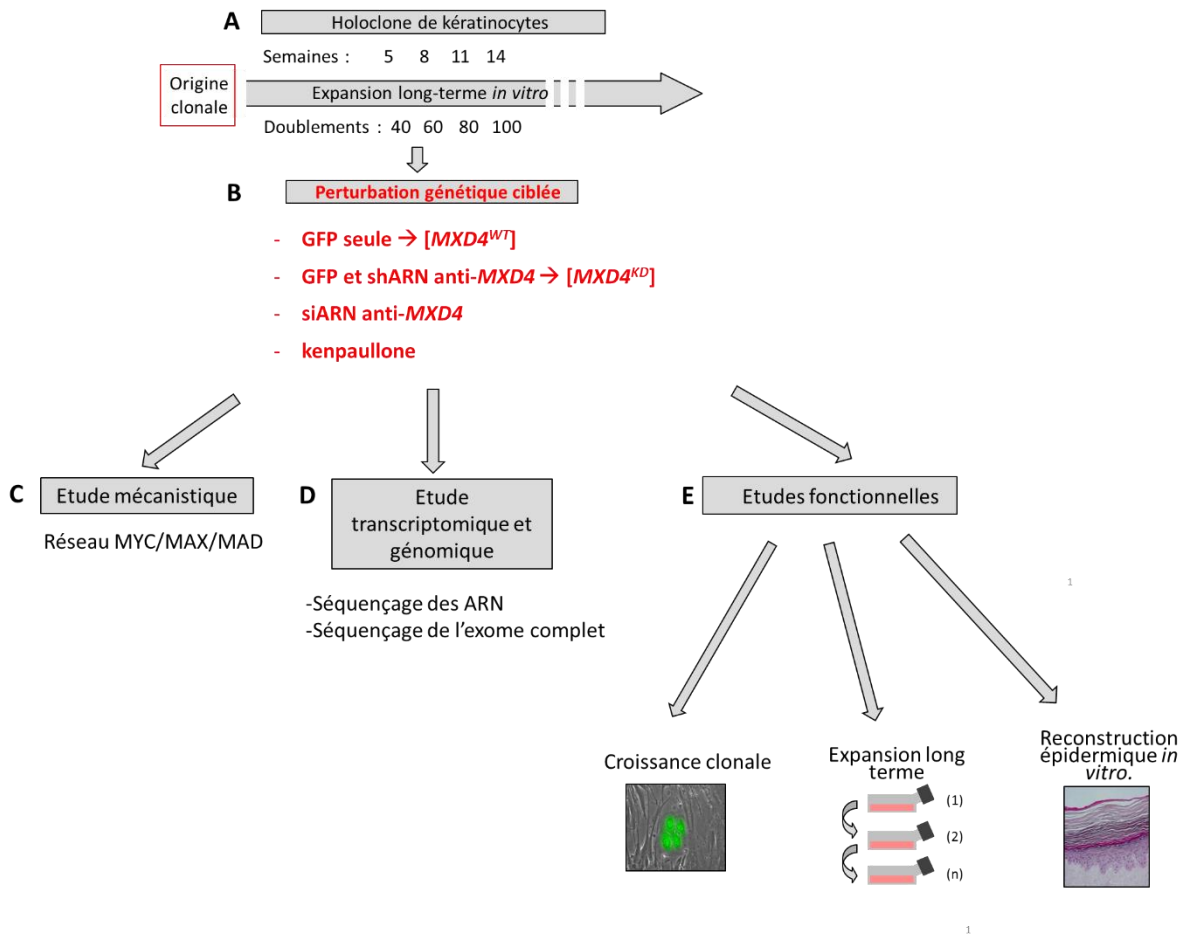 A
Holoclone de kératinocytes
Semaines : 5 8 11 14
Origine
clonale
Expansion long-terme in vitro
Doublements : 40 60 80 100
B
Perturbation génétique ciblée
- GFP seule → [MXD4WT]
- GFP et shARN anti-MXD4 → [MXD4KD]
- siARN anti-MXD4
- kenpaullone
C
Etude mécanistique
Réseau MYC/MAX/MAD
D
Etude
transcriptomique et
génomique
-Séquençage des ARN
-Séquençage de l'exome complet
E
Etudes fonctionnelles
1
Croissance clonale
Expansion long
terme
(1)
(2)
(n)
Reconstruction
épidermique in
vitro.
1